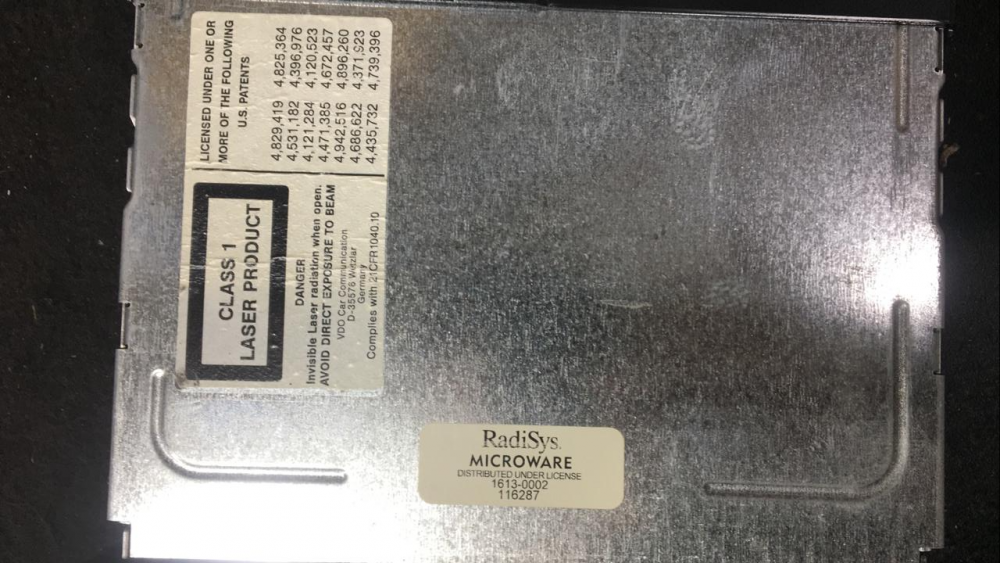 LICENSED UNDER ONE OR
MORE OF THE FOLLOWING
U.S. PATENTS
4,829,419 4,825,364
4,531,182 4,396,976
4,121,284 4,120,523
4,471,385 4,672,457
4,942,516 4,896,260
4,686,622 4,371,923
4,435,732 4,739,396
CLASS 1
LASER PRODUCT
DANGER
Invisible Laser radiation when open.
AVOID DIRECT EXPOSURE TO BEAM
VDO Car Communication
D-35576 Wetzlar
Germany
Complies with 21CFR1040.10
RadiSys.
MICROWARE
DISTRIBUTED UNDER LICENSE
1613-0002
116287